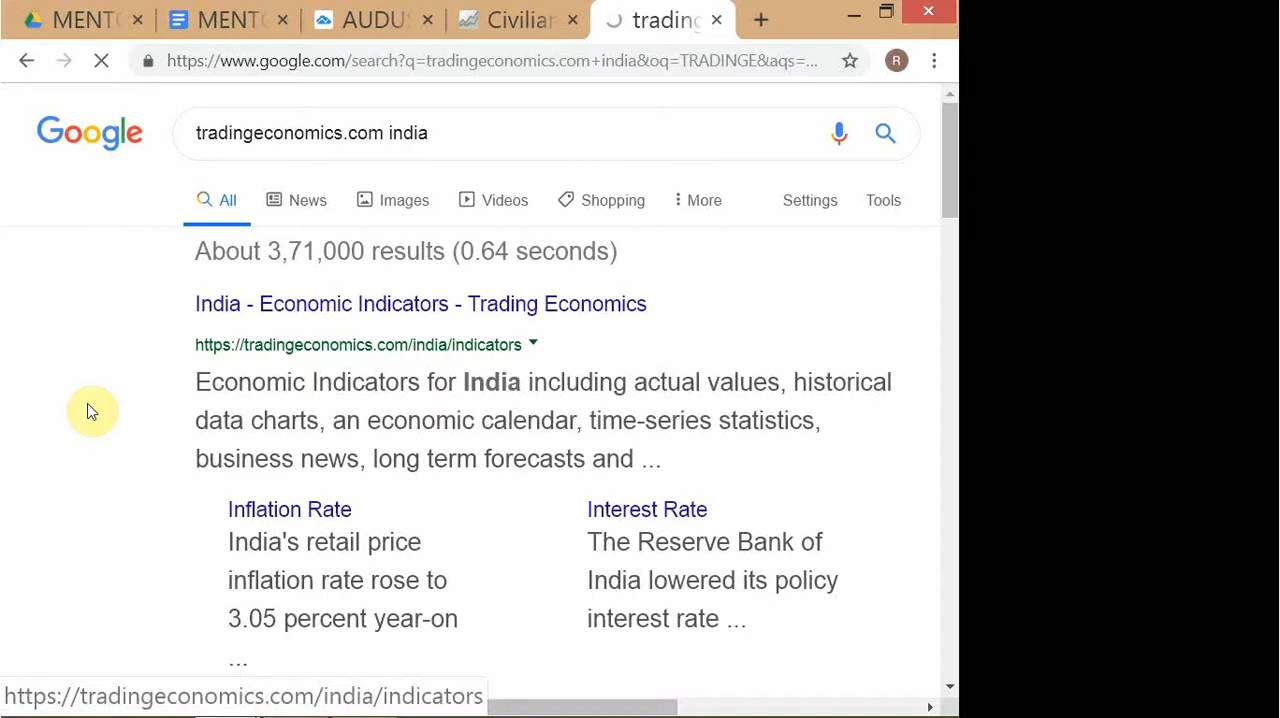 MENTO
MENTO
AUDUS
Civilian
trading
https://www.google.com/search?q=tradingeconomics.com+india&oq=TRADINGE&aqs=...
R
Google
tradingeconomics.com india
All
News
Images
Videos
Shopping
More
Settings
Tools
About 3,71,000 results (0.64 seconds)
India - Economic Indicators - Trading Economics
https://tradingeconomics.com/india/indicators
Economic Indicators for India including actual values, historical
data charts, an economic calendar, time-series statistics,
business news, long term forecasts and ...
Inflation Rate
India's retail price
inflation rate rose to
3.05 percent year-on
...
Interest Rate
The Reserve Bank of
India lowered its policy
interest rate ...
https://tradingeconomics.com/india/indicators